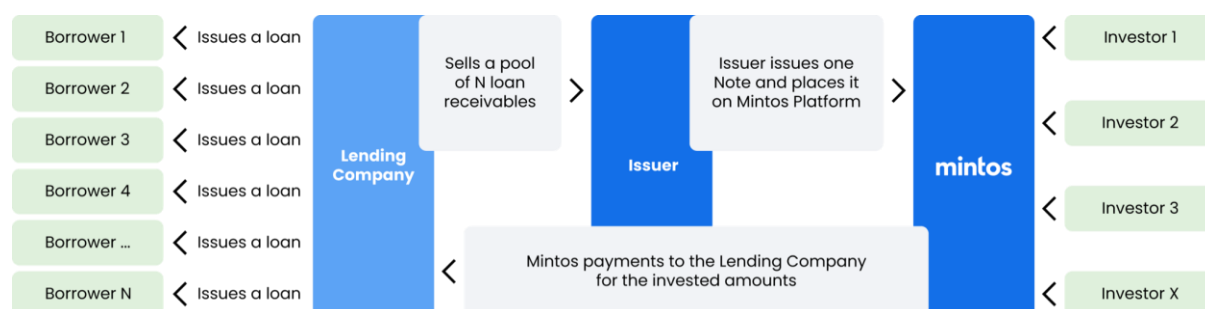 Borrower 1
Issues a loan
Borrower 2
Issues a loan
Borrower 3
Issues a loan
Borrower 4
Issues a loan
Borrower ...
Issues a loan
Borrower N
Issues a loan
Lending
Company
Sells a pool
of N loan
receivables
Issuer
Issuer issues one
Note and places it
on Mintos Platform
Mintos payments to the Lending Company
for the invested amounts
mintos
Investor 1
Investor 2
Investor 3
Investor X